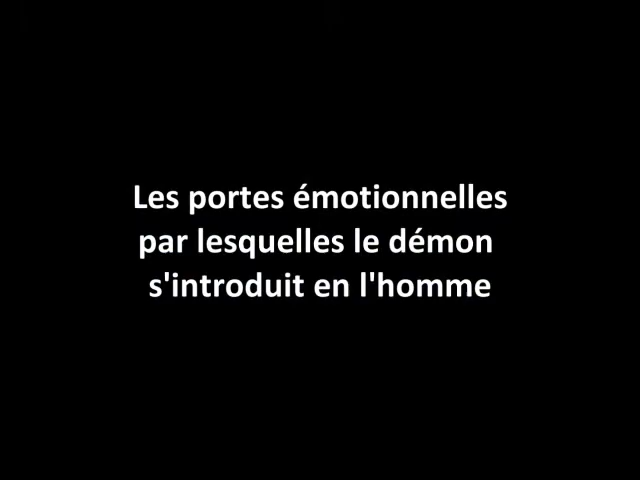 Les portes émotionnelles
par lesquelles le démon
s'introduit en l'homme